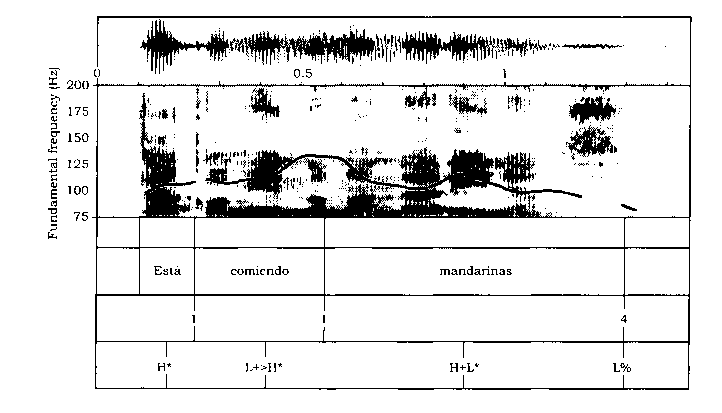 0 0.5 1
Fundamental frequency (Hz)
200
175
150
125
100
75
Está comiendo mandarinas
1 1 4
H* L+>H* H+L* L%